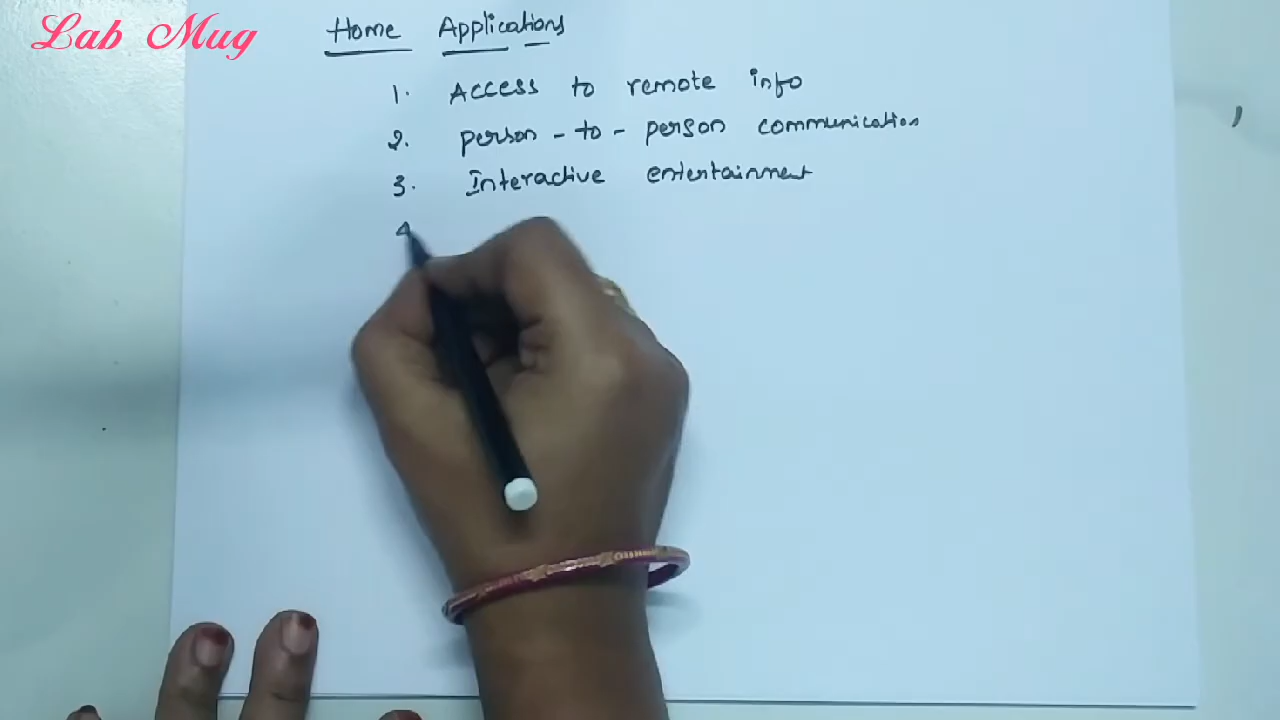 Lab Mug
Home Applications
1. Access to remote info
2. person-to-person communication
3. Interactive entertainment
4